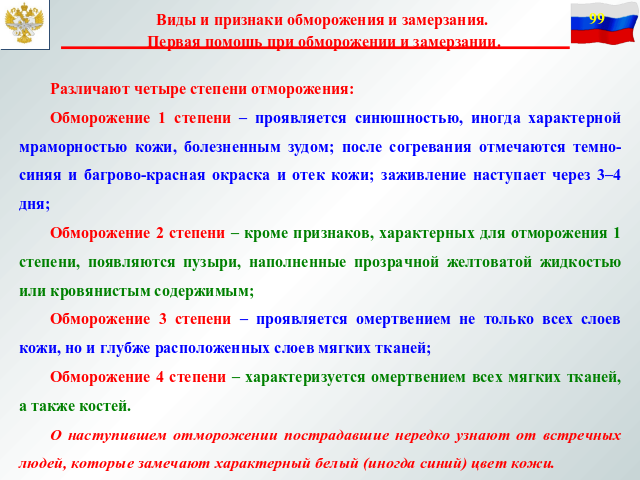 Виды и признаки обморожения и замерзания.
Первая помощь при обморожении и замерзании.
99
Различают четыре степени отморожения:
Обморожение 1 степени – проявляется синюшностью, иногда характерной
мраморностью кожи, болезненным зудом; после согревания отмечаются темно-
синяя и багрово-красная окраска и отек кожи; заживление наступает через 3–4
дня;
Обморожение 2 степени – кроме признаков, характерных для отморожения 1
степени, появляются пузыри, наполненные прозрачной желтоватой жидкостью
или кровянистым содержимым;
Обморожение 3 степени – проявляется омертвением не только всех слоев
кожи, но и глубже расположенных слоев мягких тканей;
Обморожение 4 степени – характеризуется омертвением всех мягких тканей,
а также костей.
О наступившем отморожении пострадавшие нередко узнают от встречных
людей, которые замечают характерный белый (иногда синий) цвет кожи.